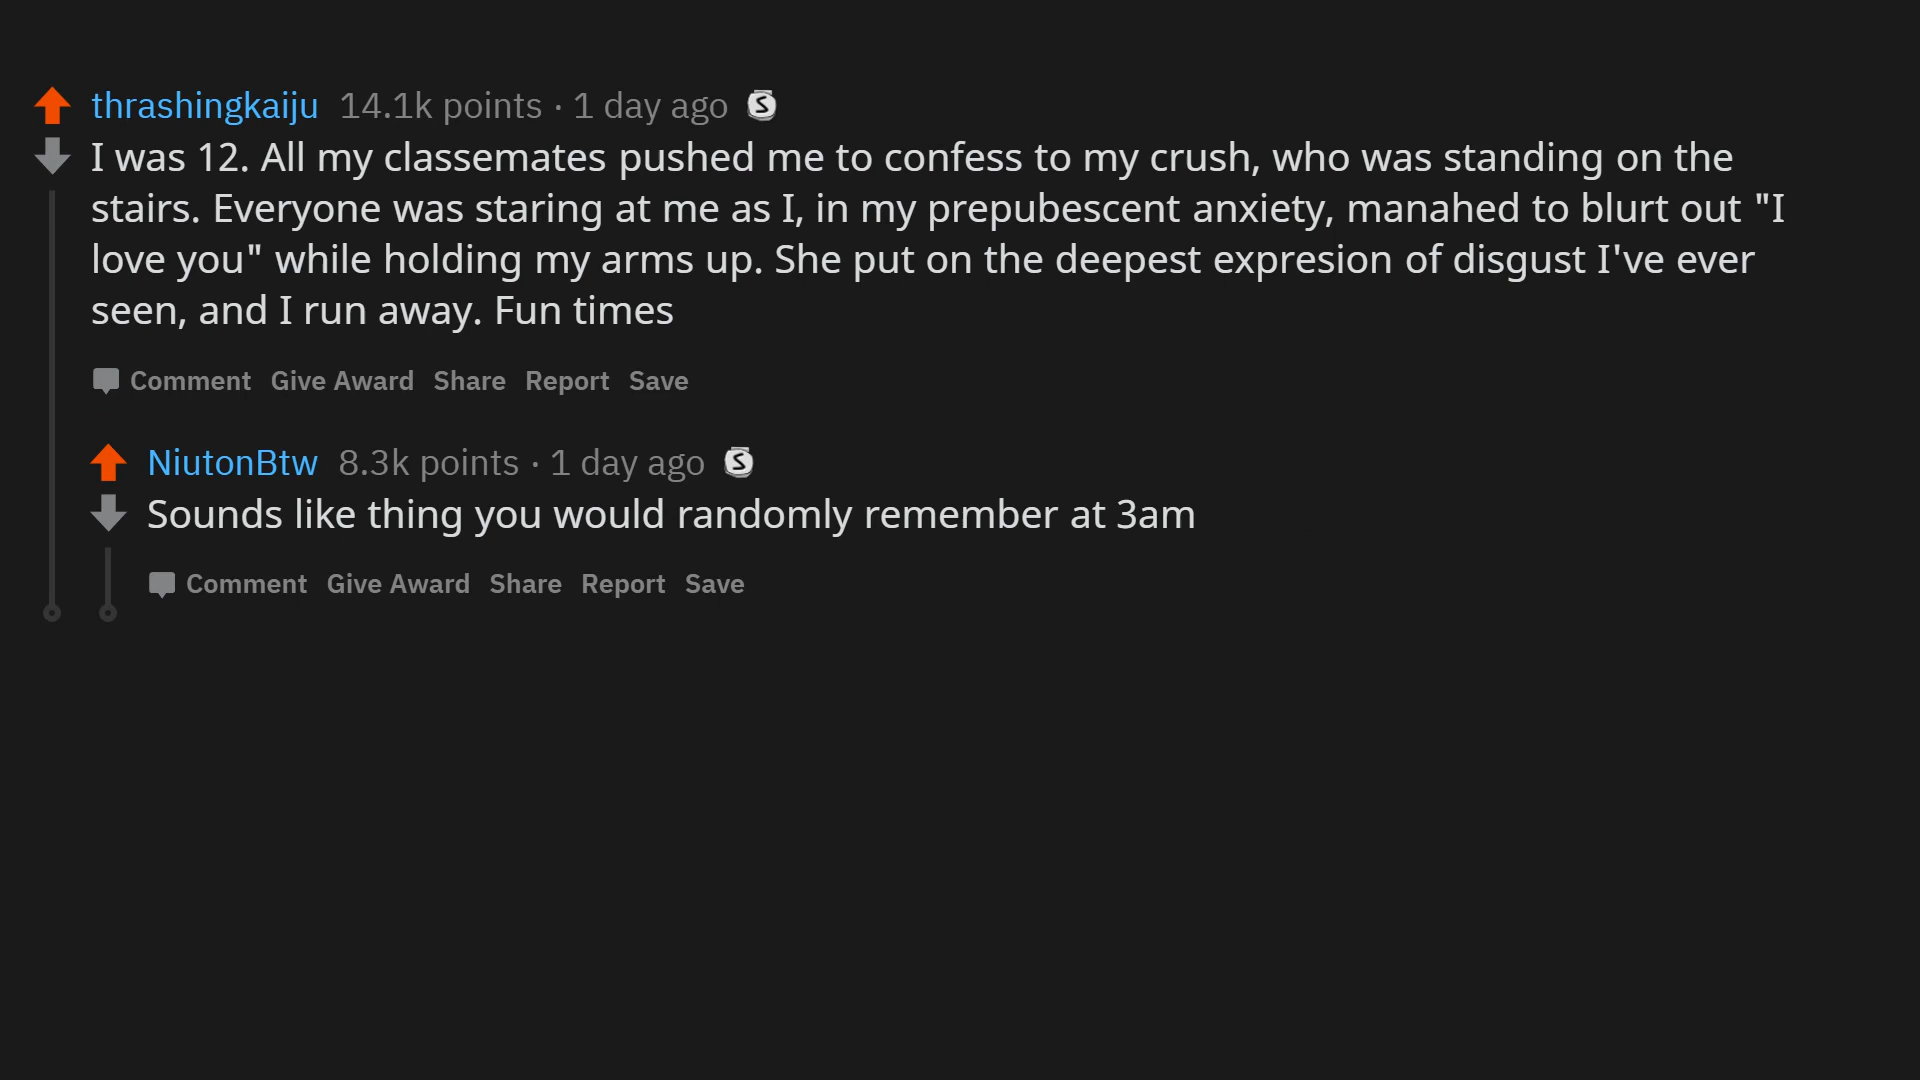 thrashingkaiju 14.1k points · 1 day ago S
I was 12. All my classemates pushed me to confess to my crush, who was standing on the
stairs. Everyone was staring at me as I, in my prepubescent anxiety, manahed to blurt out "I
love you" while holding my arms up. She put on the deepest expresion of disgust I've ever
seen, and I run away. Fun times
Comment Give Award Share Report Save
NiutonBtw 8.3k points · 1 day ago S
Sounds like thing you would randomly remember at 3am
Comment Give Award Share Report Save